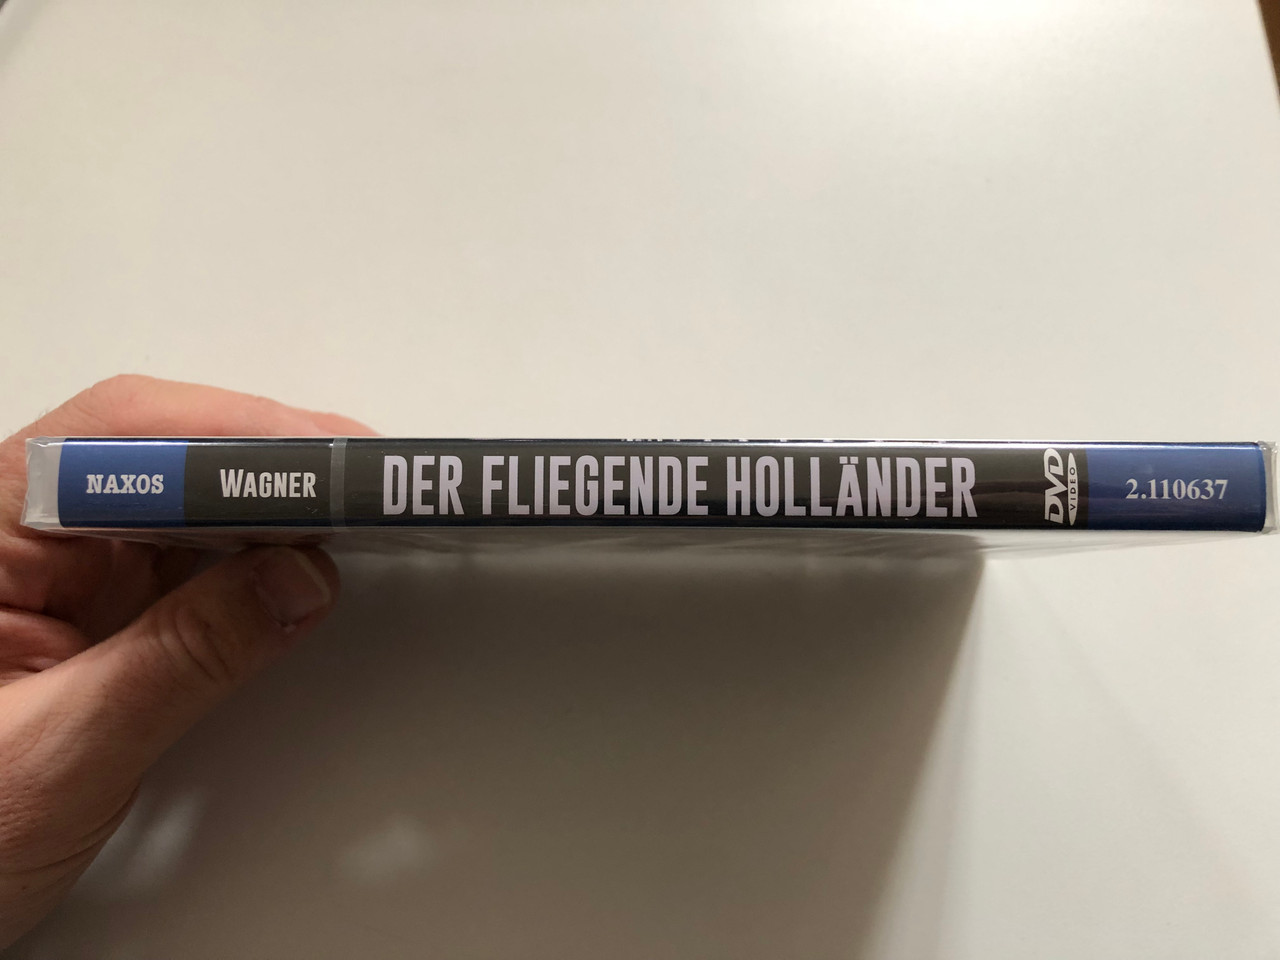 NAXOS
WAGNER
DER FLIEGENDE HOLLÄNDER
DVD
VIDEO
2.110637